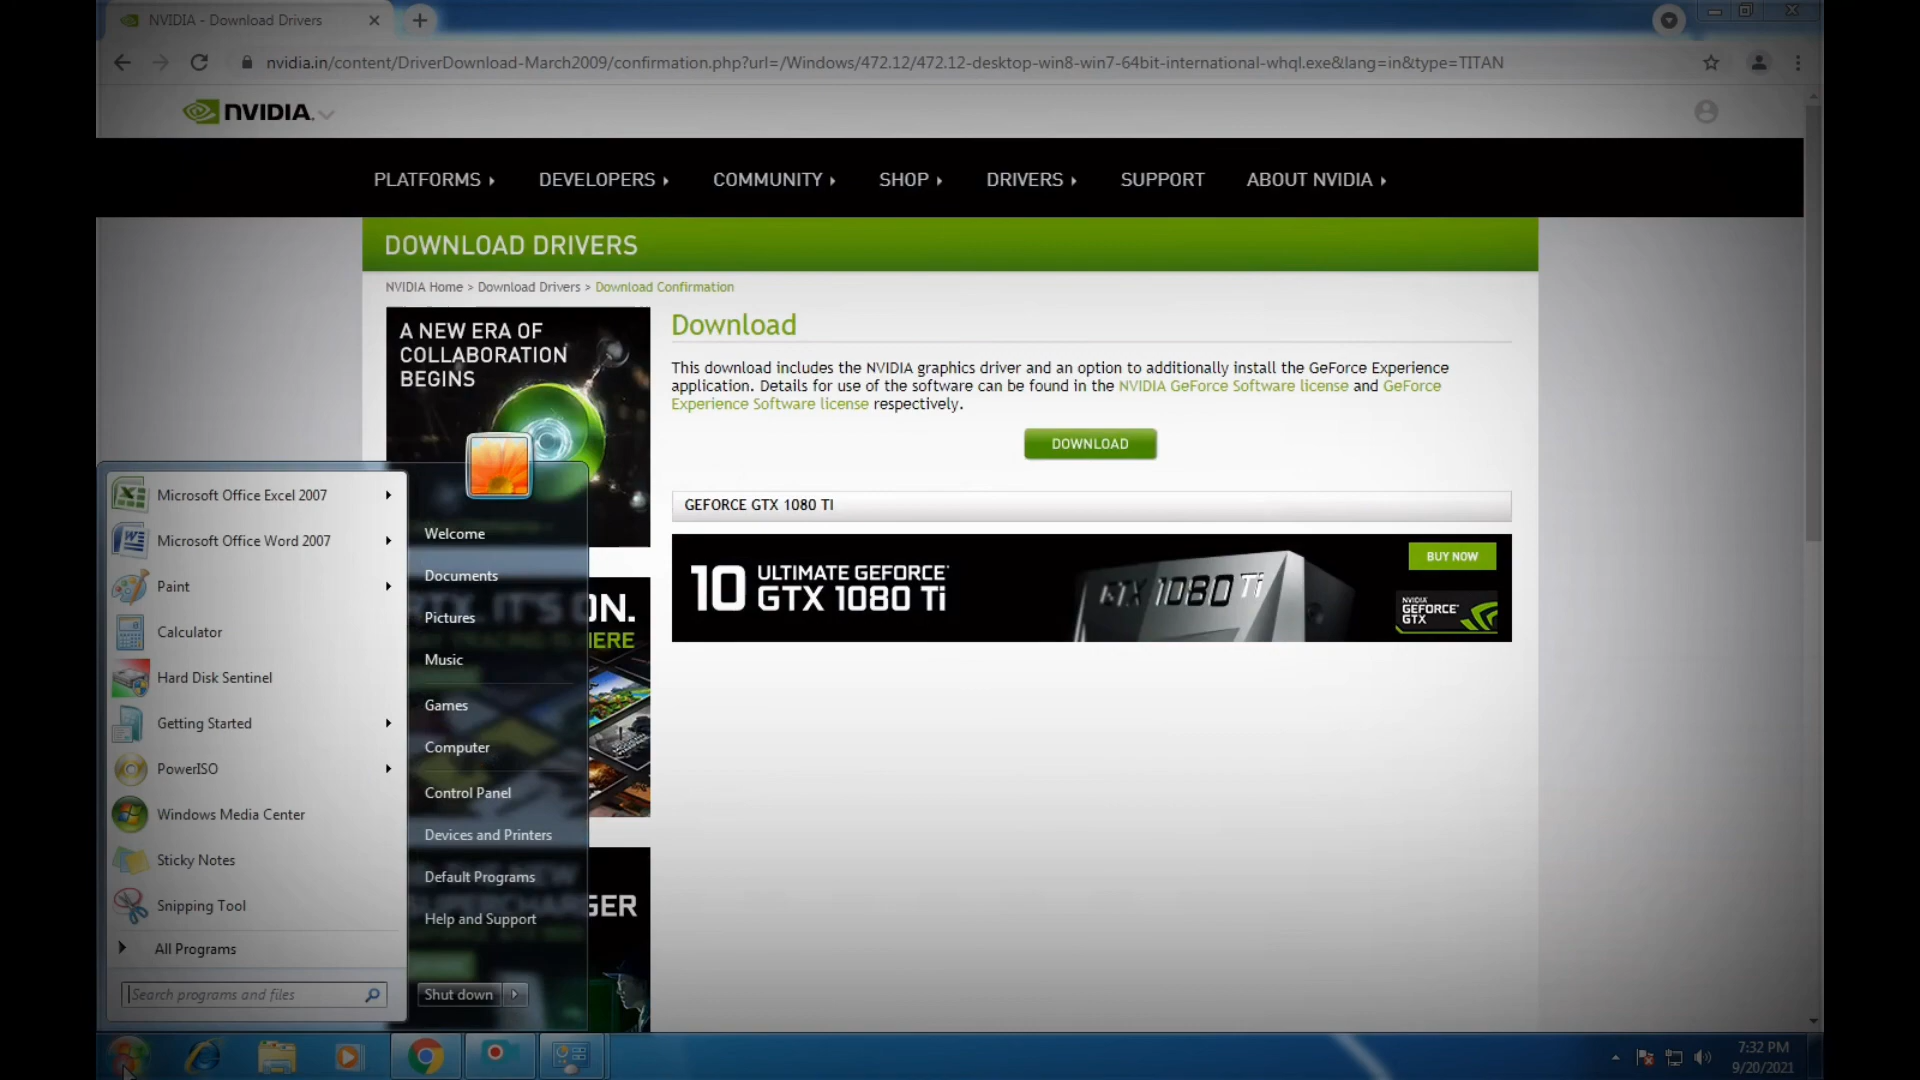 NVIDIA - Download Drivers
nvidia.in/content/DriverDownload-March2009/confirmation.php?url=/Windows/472.12/472.12-desktop-win8-win7-64bit-international-whql.exe&lang=in&type=TITAN
NVIDIA.
PLATFORMS DEVELOPERS COMMUNITY SHOP DRIVERS SUPPORT ABOUT NVIDIA
DOWNLOAD DRIVERS
NVIDIA Home > Download Drivers > Download Confirmation
A NEW ERA OF
COLLABORATION
BEGINS
Download
This download includes the NVIDIA graphics driver and an option to additionally install the GeForce Experience
application. Details for use of the software can be found in the NVIDIA GeForce Software license and GeForce
Experience Software license respectively.
DOWNLOAD
GEFORCE GTX 1080 TI
10 ULTIMATE GEFORCE
GTX 1080 Ti
GTX 1080 Ti
BUY NOW
NVIDIA
GEFORCE
GTX
IT'S ON.
HERE
Microsoft Office Excel 2007
Microsoft Office Word 2007
Paint
Calculator
Hard Disk Sentinel
Getting Started
PowerISO
Windows Media Center
Sticky Notes
Snipping Tool
All Programs
Search programs and files
Welcome
Documents
Pictures
Music
Games
Computer
Control Panel
Devices and Printers
Default Programs
Help and Support
Shut down
7:32 PM
9/20/2021